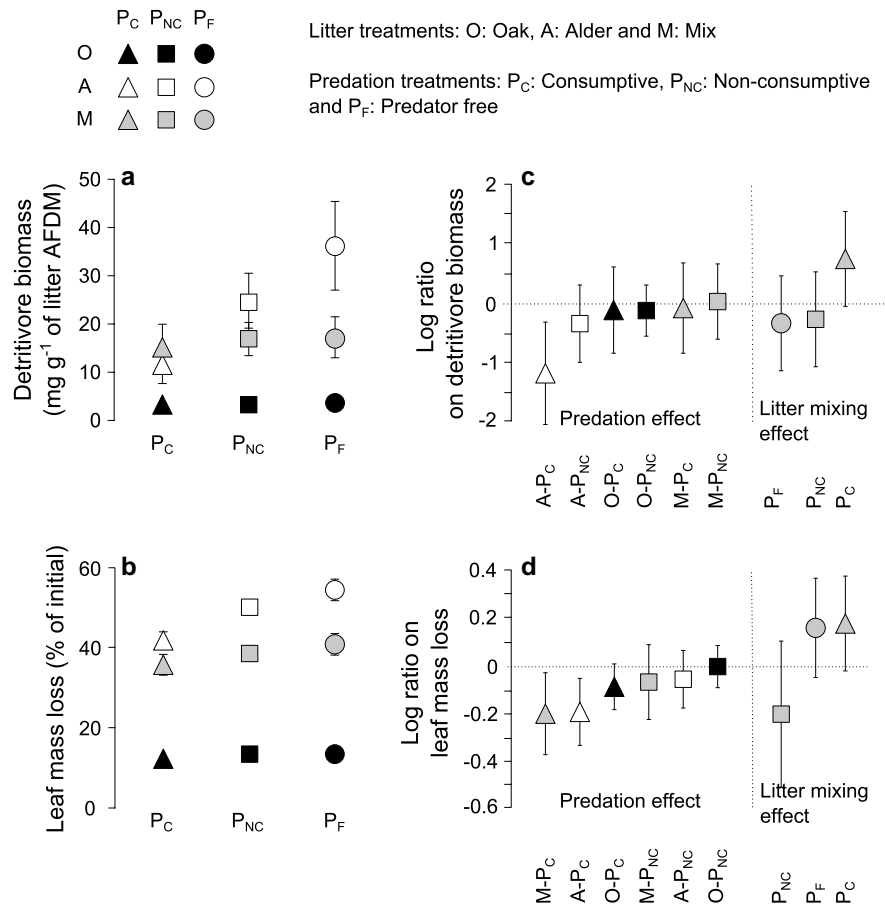 P_C P_NC P_F
O
A
M
Litter treatments: O: Oak, A: Alder and M: Mix
Predation treatments: P_C: Consumptive, P_NC: Non-consumptive
and P_F: Predator free
a
50
40
30
20
10
0
Detritivore biomass
(mg g-1 of litter AFDM)
P_C P_NC P_F
c
2
1
0
-1
-2
Log ratio
on detritivore biomass
Predation effect
Litter mixing
effect
A-P_C A-P_NC O-P_C O-P_NC M-P_C M-P_NC P_F P_NC P_C
b
60
40
20
0
Leaf mass loss (% of initial)
P_C P_NC P_F
d
0.4
0.2
0
-0.2
-0.4
-0.6
Log ratio on
leaf mass loss
Predation effect
Litter mixing
effect
M-P_C A-P_C O-P_C M-P_NC A-P_NC O-P_NC P_NC P_F P_C